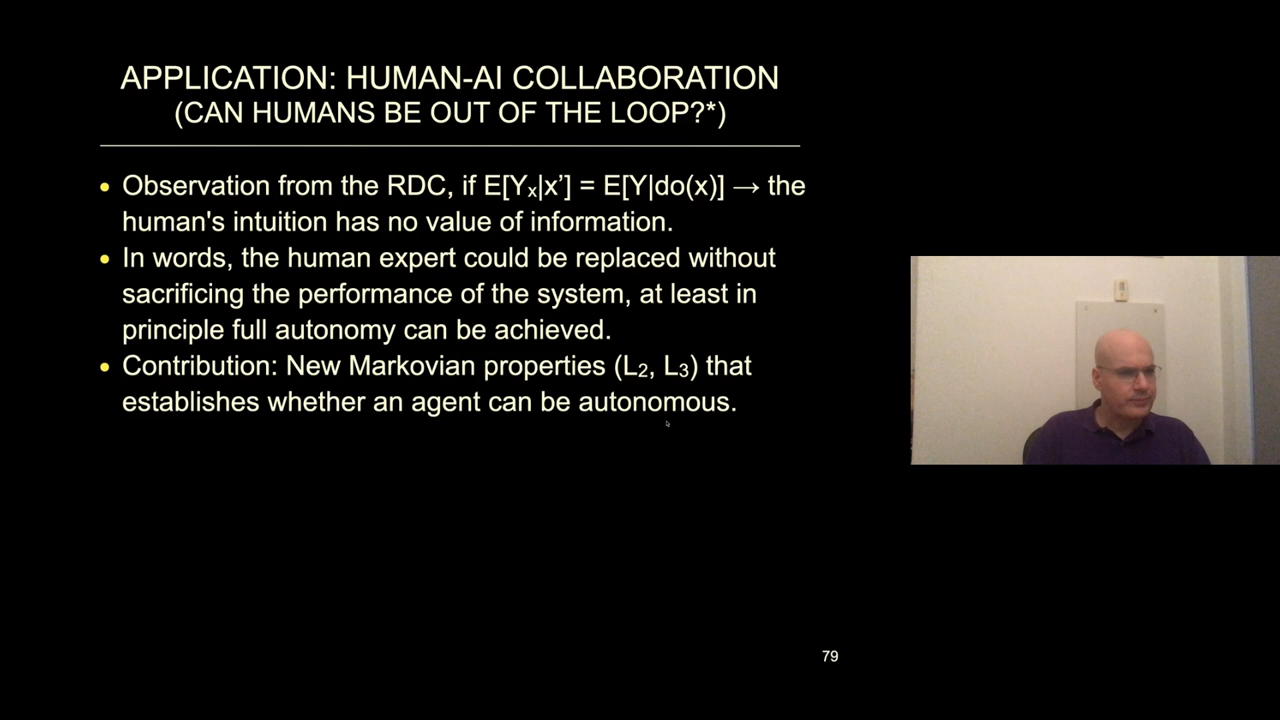 APPLICATION: HUMAN-AI COLLABORATION
(CAN HUMANS BE OUT OF THE LOOP?*)
• Observation from the RDC, if E[Yₓ|x’] = E[Y|do(x)] → the
human's intuition has no value of information.
• In words, the human expert could be replaced without
sacrificing the performance of the system, at least in
principle full autonomy can be achieved.
• Contribution: New Markovian properties (L₂, L₃) that
establishes whether an agent can be autonomous.
79